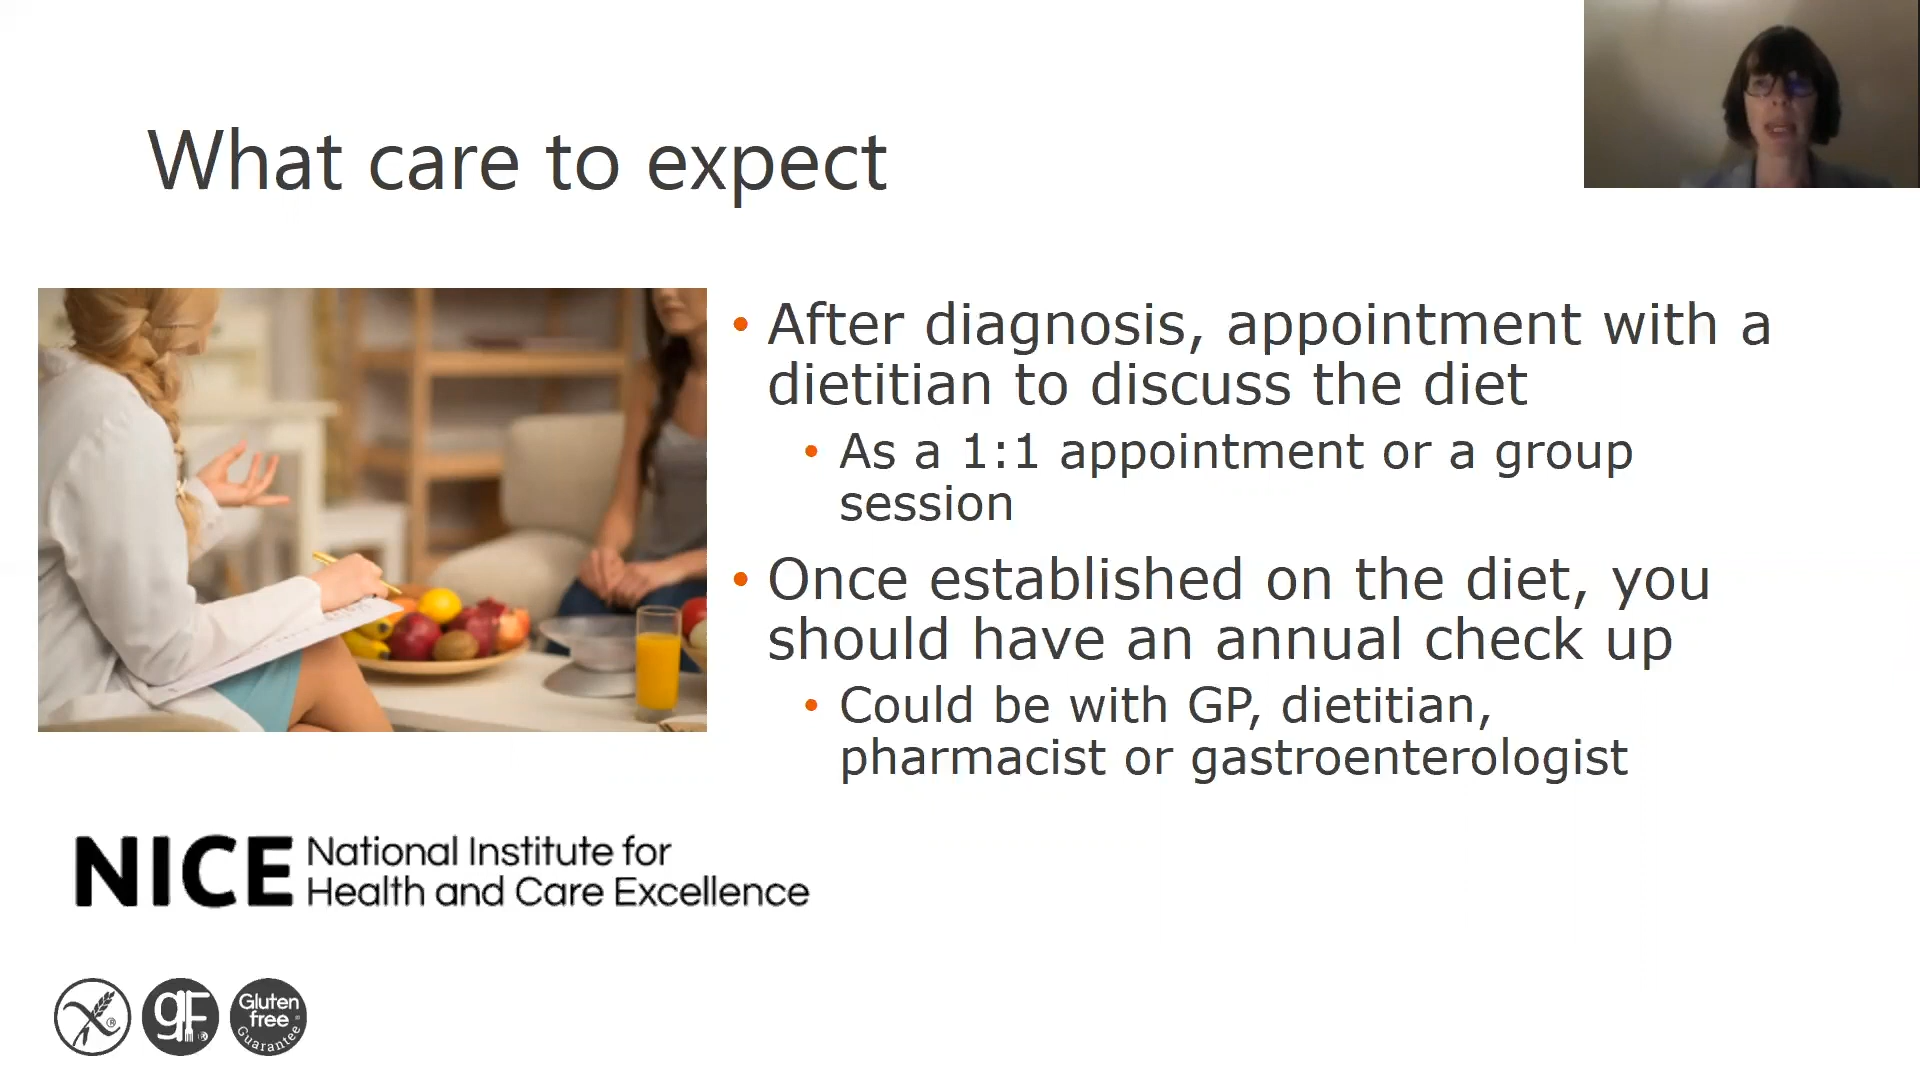 What care to expect
• After diagnosis, appointment with a
dietitian to discuss the diet
• As a 1:1 appointment or a group
session
• Once established on the diet, you
should have an annual check up
• Could be with GP, dietitian,
pharmacist or gastroenterologist
NICE National Institute for
Health and Care Excellence
gf
Gluten
free
Guarantee